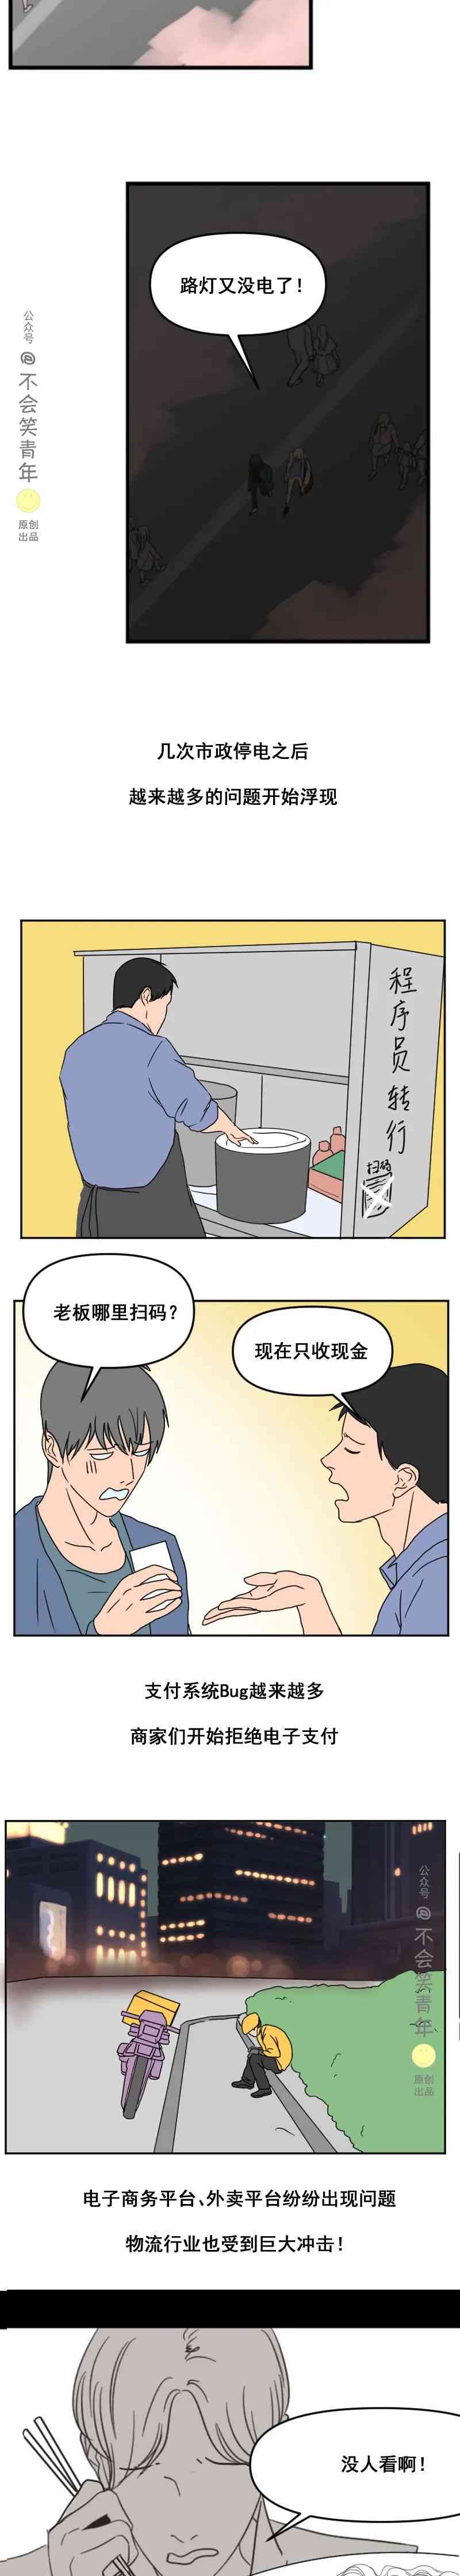 路灯又没电了！
公众号
@不会笑青年
原创
出品
几次市政停电之后
越来越多的问题开始浮现
程序员转行
扫码
老板哪里扫码？
现在只收现金
支付系统Bug越来越多
商家们开始拒绝电子支付
公众号
@不会笑青年
原创
出品
电子商务平台、外卖平台纷纷出现问题
物流行业也受到巨大冲击！
没人看啊！